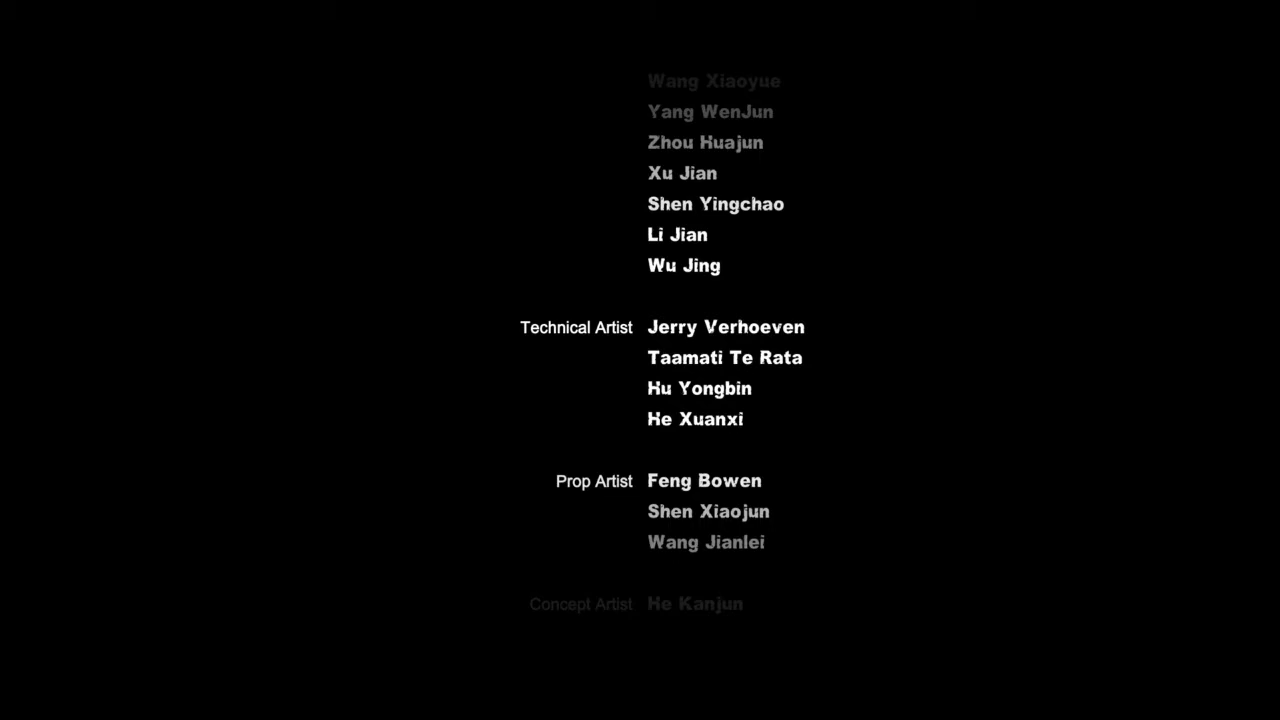 Wang Xiaoyue
Yang WenJun
Zhou Huajun
Xu Jian
Shen Yingchao
Li Jian
Wu Jing
Technical Artist Jerry Verhoeven
Taamati Te Rata
Hu Yongbin
He Xuanxi
Prop Artist Feng Bowen
Shen Xiaojun
Wang Jianlei
Concept Artist He Kanjun